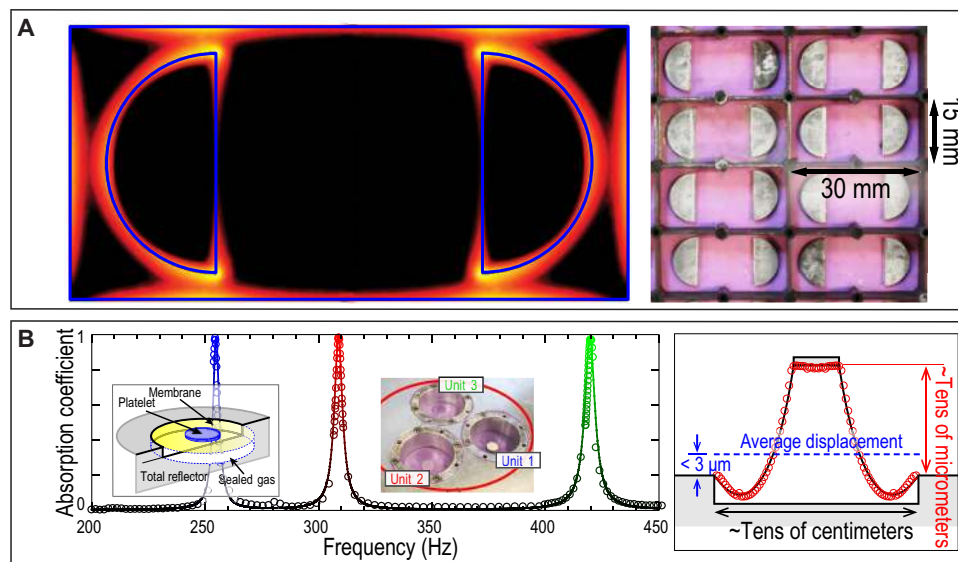 A
15 mm
30 mm
B
Absorption coefficient
1
0
200
250
300
350
400
450
Frequency (Hz)
Membrane
Platelet
Total reflector
Sealed gas
Unit 3
Unit 1
Unit 2
~Tens of micrometers
Average displacement
< 3 µm
~Tens of centimeters